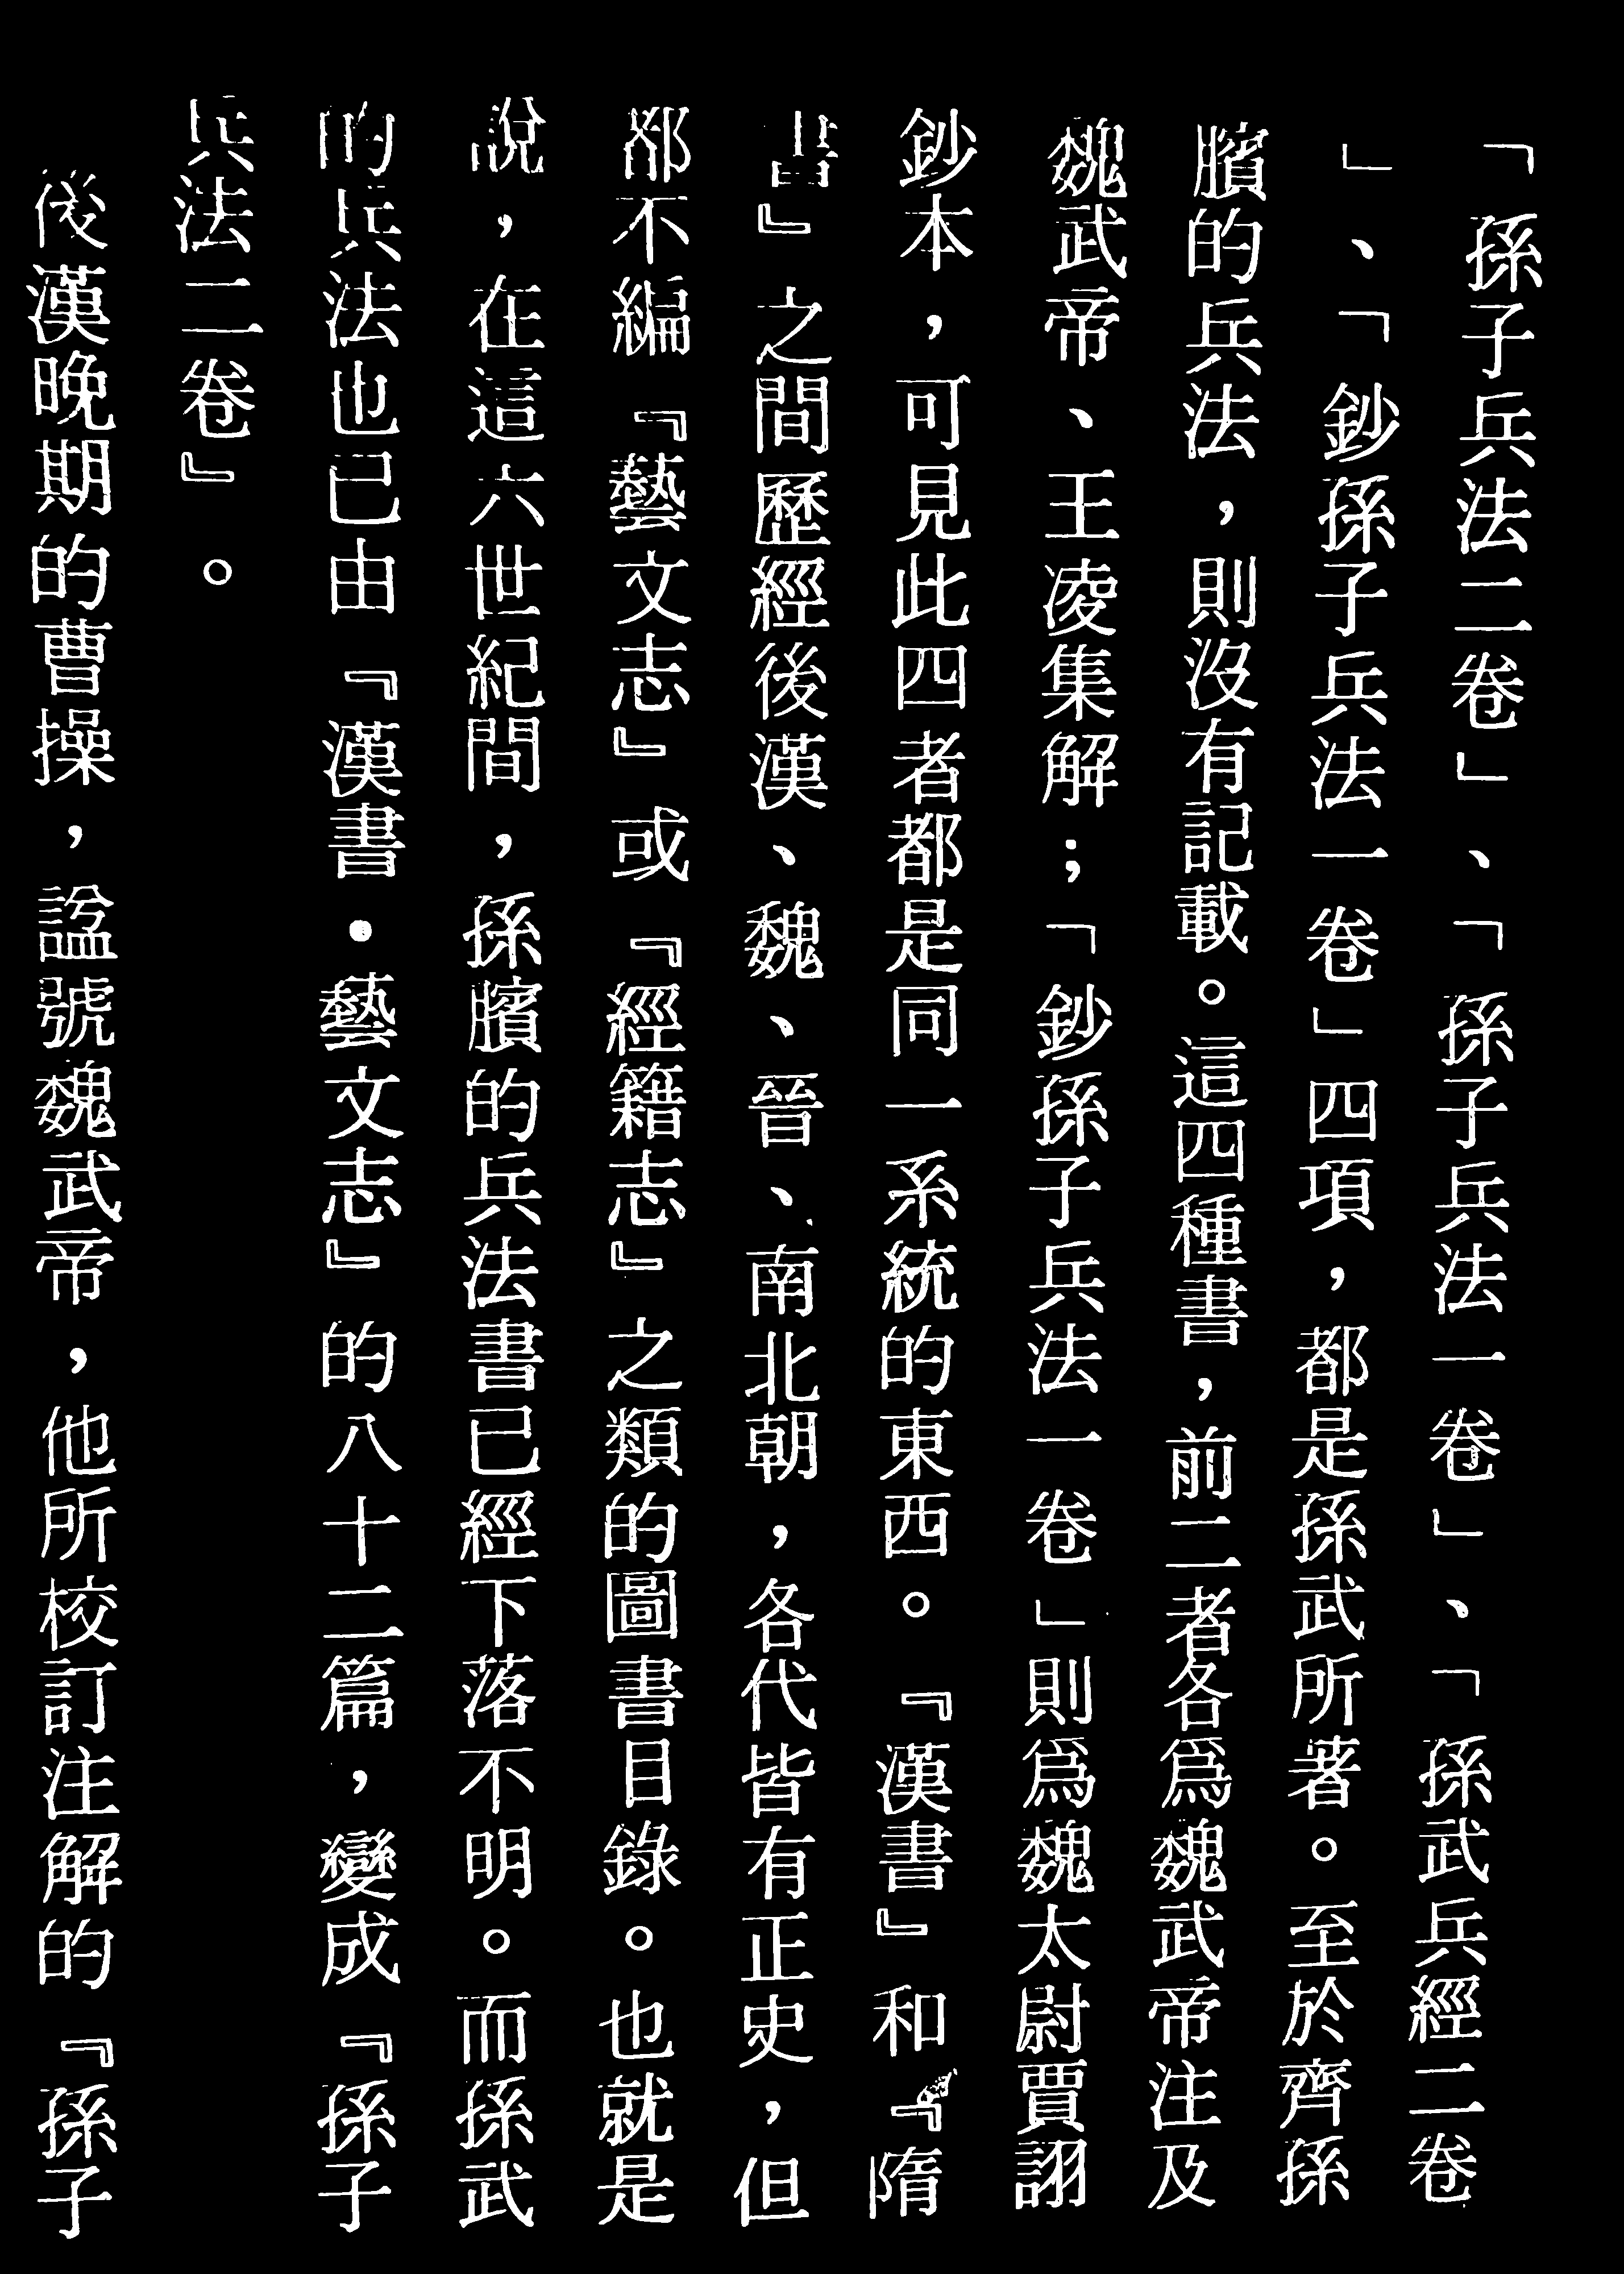 「孫子兵法二卷」、「孫子兵法一卷」、「孫武兵經二卷
」、「鈔孫子兵法一卷」四項，都是孫武所著。至於齊孫
臏的兵法，則沒有記載。這四種書，前二者各爲魏武帝注及
魏武帝、王凌集解；「鈔孫子兵法一卷」則爲魏太尉賈詡
鈔本，可見此四者都是同一系統的東西。『漢書』和『隋
書』之間歷經後漢、魏、晉、南北朝，各代皆有正史，但
都不編『藝文志』或『經籍志』之類的圖書目錄。也就是
說，在這六世紀間，孫臏的兵法書已經下落不明。而孫武
的兵法也已由『漢書・藝文志』的八十二篇，變成『孫子
兵法二卷』。
後漢晚期的曹操，諡號魏武帝，他所校訂注解的『孫子